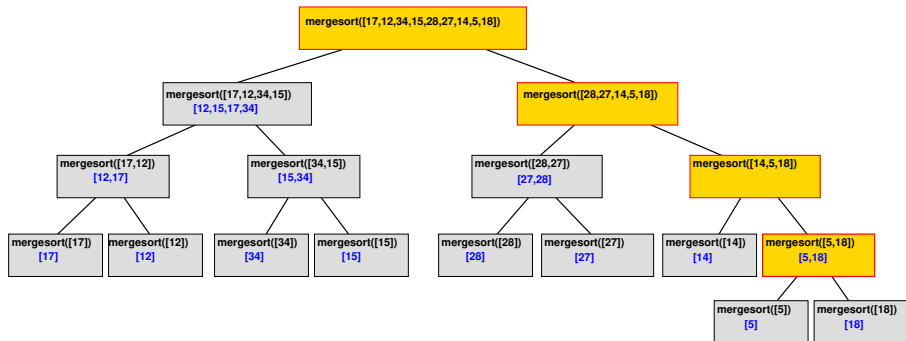 mergesort([17,12,34,15,28,27,14,5,18])
mergesort([17,12,34,15])
[12,15,17,34]
mergesort([28,27,14,5,18])
mergesort([17,12])
[12,17]
mergesort([34,15])
[15,34]
mergesort([28,27])
[27,28]
mergesort([14,5,18])
mergesort([17])
[17]
mergesort([12])
[12]
mergesort([34])
[34]
mergesort([15])
[15]
mergesort([28])
[28]
mergesort([27])
[27]
mergesort([14])
[14]
mergesort([5,18])
[5,18]
mergesort([5])
[5]
mergesort([18])
[18]